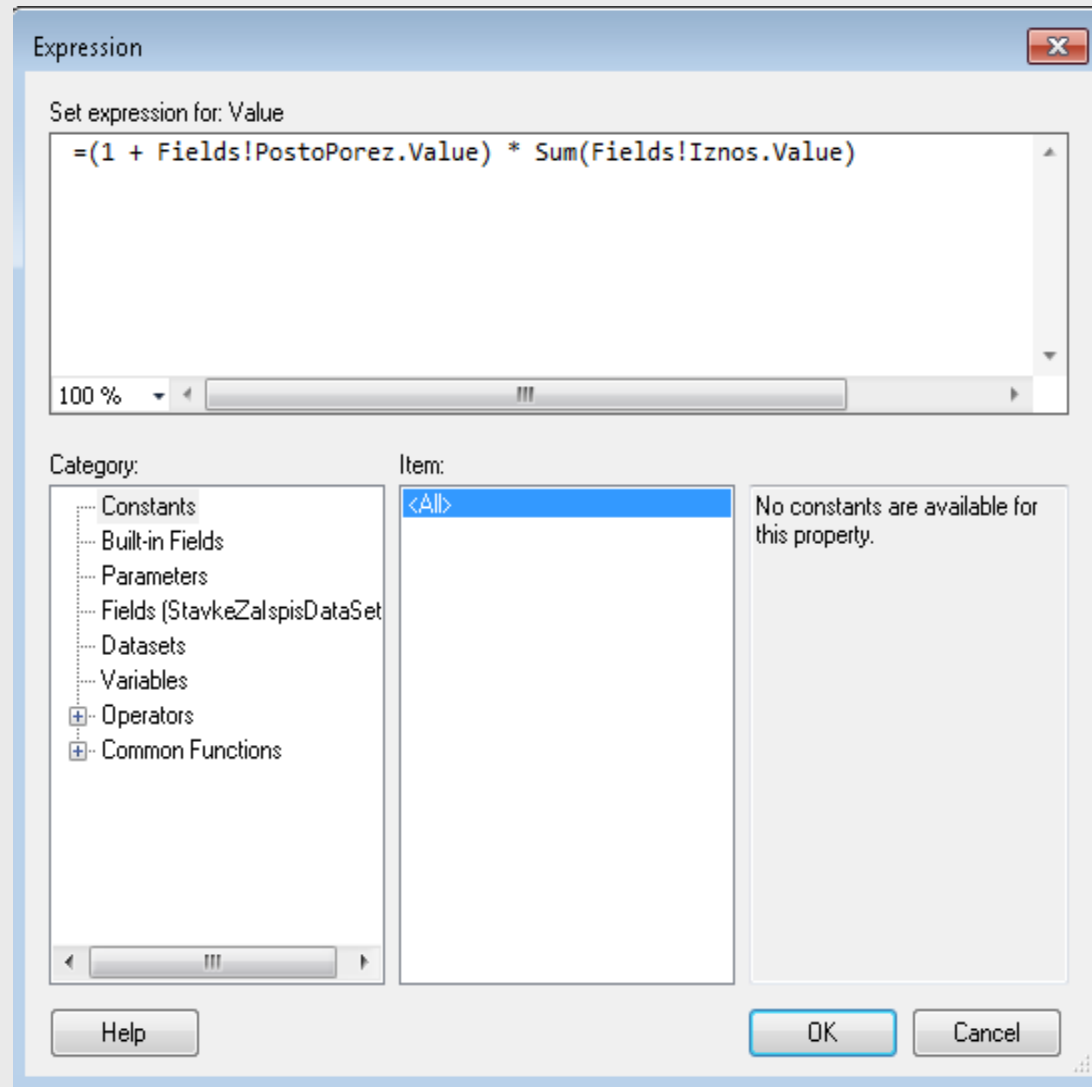 Expression
Set expression for: Value
=(1 + Fields!PostoPorez.Value) * Sum(Fields!Iznos.Value)
100 %
Category:
Item:
Constants
Built-in Fields
Parameters
Fields (StavkeZaIspisDataSet
Datasets
Variables
Operators
Common Functions
<All>
No constants are available for
this property.
Help
OK
Cancel